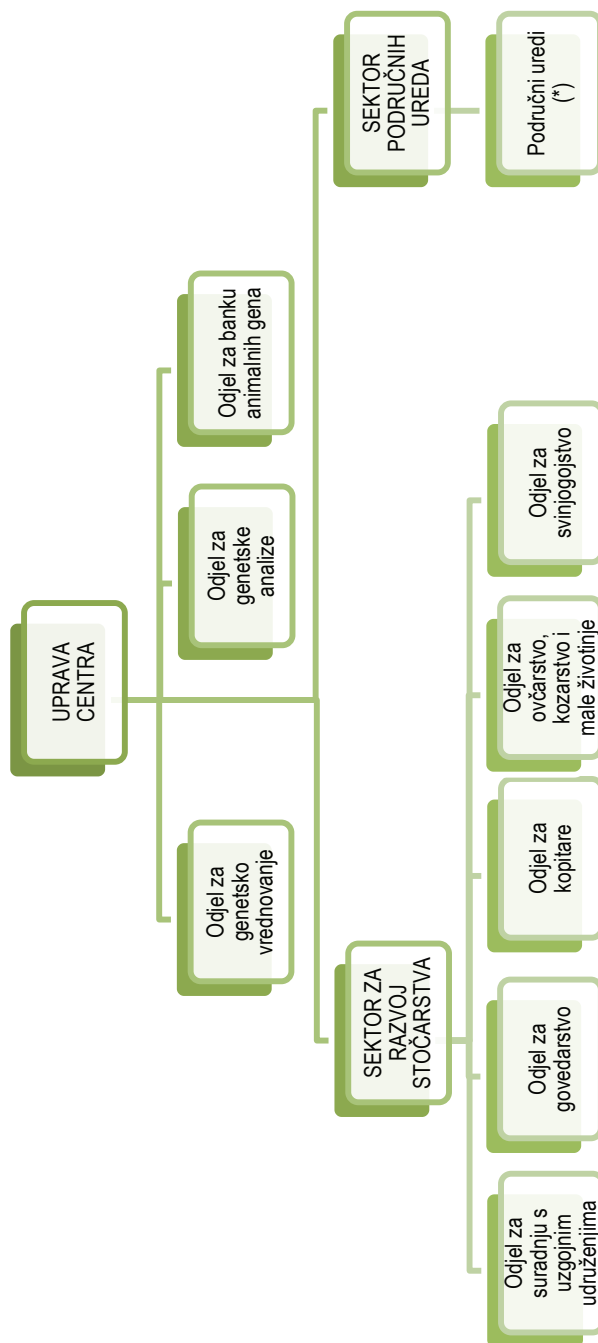 UPRAVA
CENTRA
Odjel za
genetsko
vrednovanje
Odjel za
genetske
analize
Odjel za banku
animalnih gena
SEKTOR ZA
RAZVOJ
STOČARSTVA
SEKTOR
PODRUČNIH
UREDA
Odjel za
suradnju s
uzgojnim
udruženjima
Odjel za
govedarstvo
Odjel za
kopitare
Odjel za
ovčarstvo,
kozarstvo i
male životinje
Odjel za
svinjogojstvo
Područni uredi
(*)